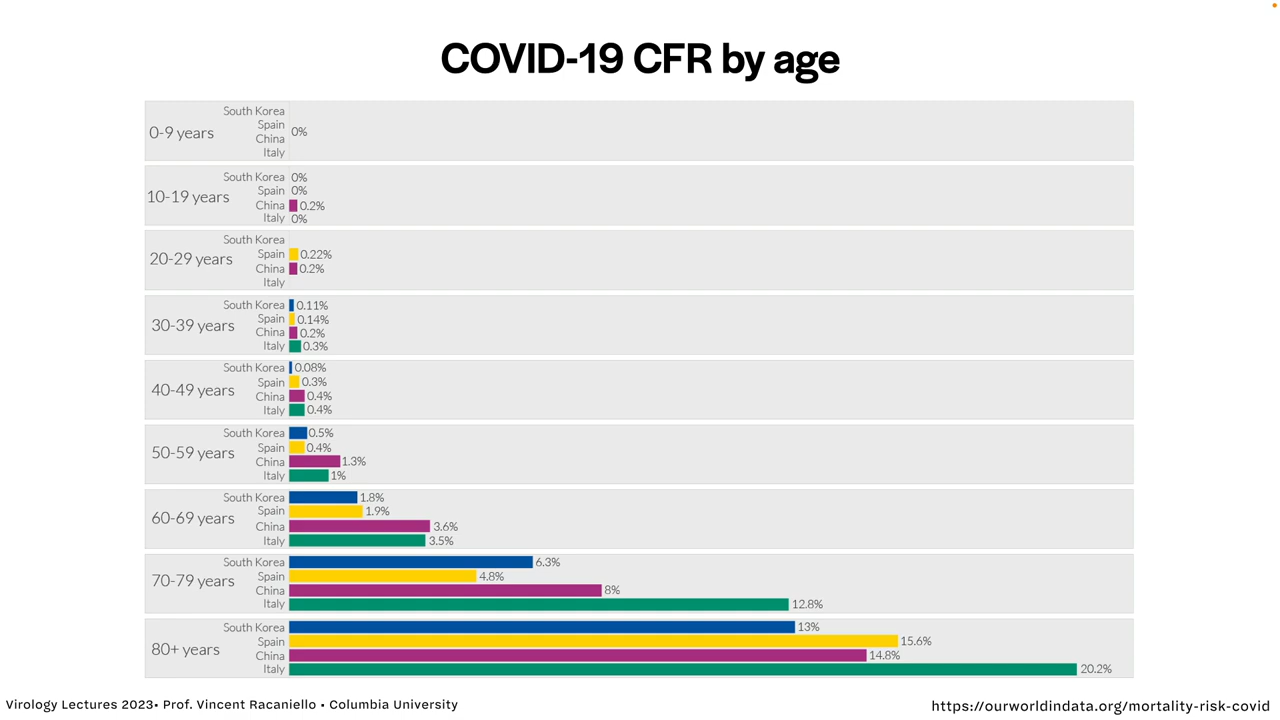 COVID-19 CFR by age
0-9 years
South Korea
Spain
China
Italy
0%
10-19 years
South Korea 0%
Spain 0%
China 0.2%
Italy 0%
20-29 years
South Korea
Spain 0.22%
China 0.2%
Italy
30-39 years
South Korea 0.11%
Spain 0.14%
China 0.2%
Italy 0.3%
40-49 years
South Korea 0.08%
Spain 0.3%
China 0.4%
Italy 0.4%
50-59 years
South Korea 0.5%
Spain 0.4%
China 1.3%
Italy 1%
60-69 years
South Korea 1.8%
Spain 1.9%
China 3.6%
Italy 3.5%
70-79 years
South Korea 6.3%
Spain 4.8%
China 8%
Italy 12.8%
80+ years
South Korea 13%
Spain 15.6%
China 14.8%
Italy 20.2%
Virology Lectures 2023• Prof. Vincent Racaniello • Columbia University
https://ourworldindata.org/mortality-risk-covid